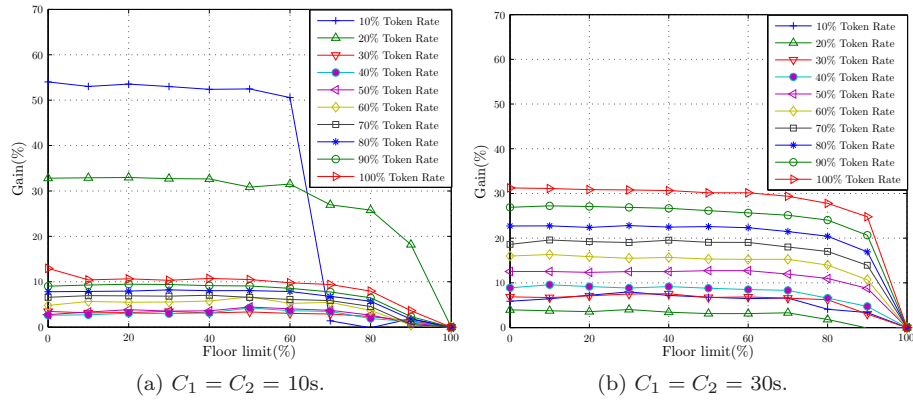 70
60
50
40
30
20
10
0
Gain(%)
0 20 40 60 80 100
Floor limit(%)
10% Token Rate
20% Token Rate
30% Token Rate
40% Token Rate
50% Token Rate
60% Token Rate
70% Token Rate
80% Token Rate
90% Token Rate
100% Token Rate
(a) C₁ = C₂ = 10s.
70
60
50
40
30
20
10
0
Gain(%)
0 20 40 60 80 100
Floor limit(%)
10% Token Rate
20% Token Rate
30% Token Rate
40% Token Rate
50% Token Rate
60% Token Rate
70% Token Rate
80% Token Rate
90% Token Rate
100% Token Rate
(b) C₁ = C₂ = 30s.